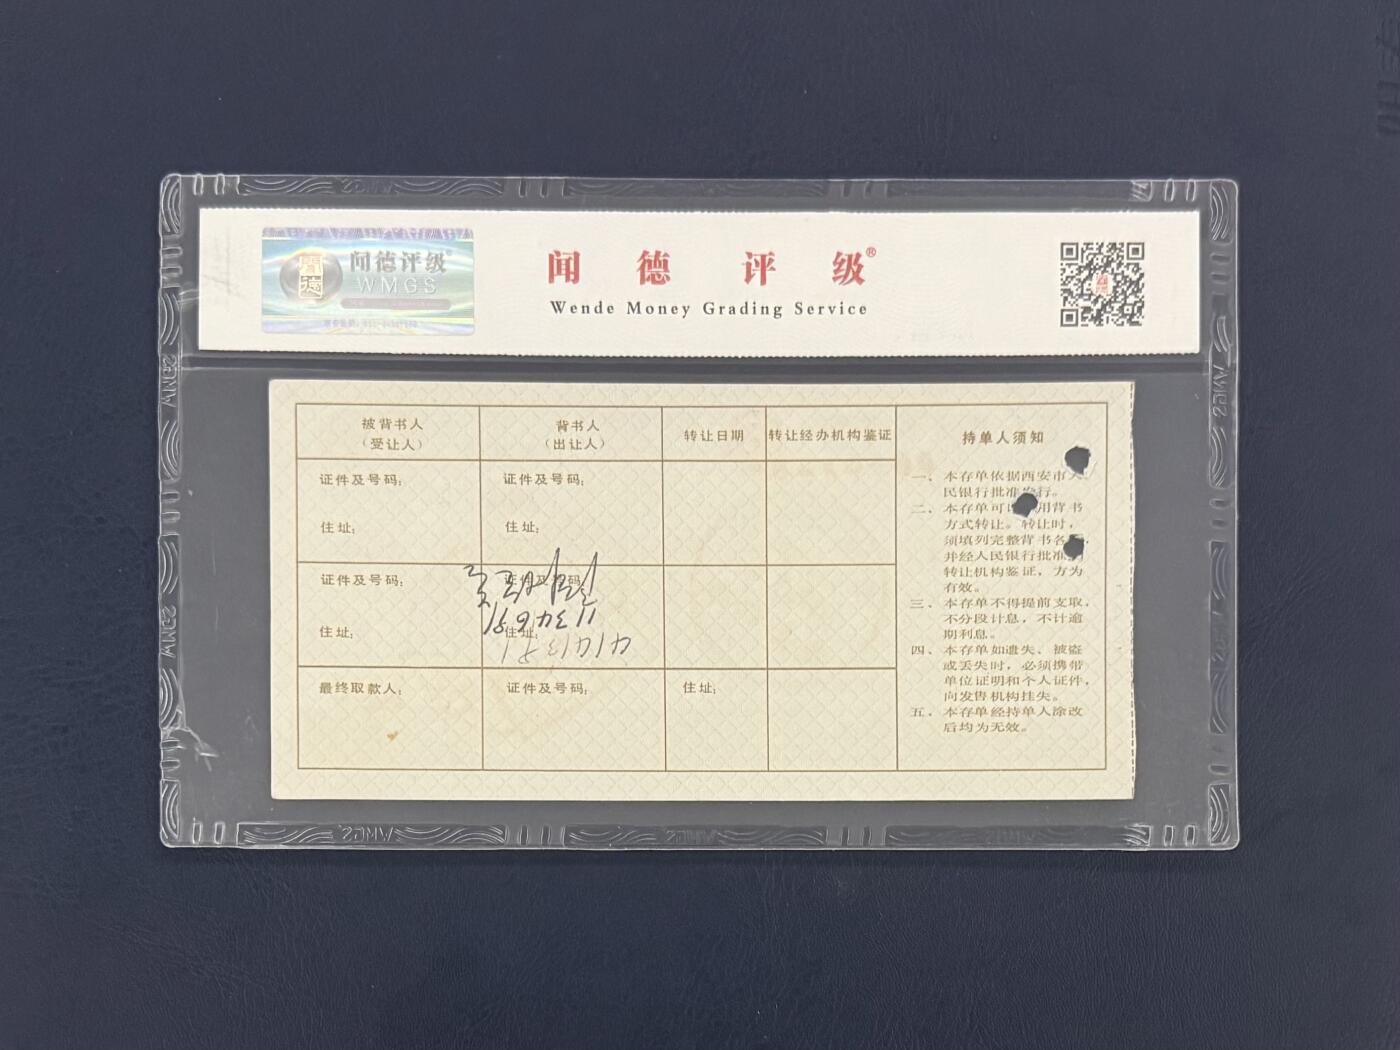 闻德评级
WMGS
闻德评级®
Wende Money Grading Service
被背书人
（受让人）
背书人
（出让人）
转让日期
转让经办机构鉴证
持单人须知
证件及号码：
住址：
证件及号码：
住址：
证件及号码：
住址：
证件及号码：
住址：
最终取款人：
证件及号码：
住址：
一、本存单依据西安市人
民银行批准发行。
二、本存单可以用背书
方式转让。转让时，
须填列完整背书各
并经人民银行批准
转让机构鉴证，方为
有效。
三、本存单不得提前支取，
不分段计息，不计逾
期利息。
四、本存单如遗失、被盗
或丢失时，必须携带
单位证明和个人证件，
向发售机构挂失。
五、本存单经持单人涂改
后均为无效。